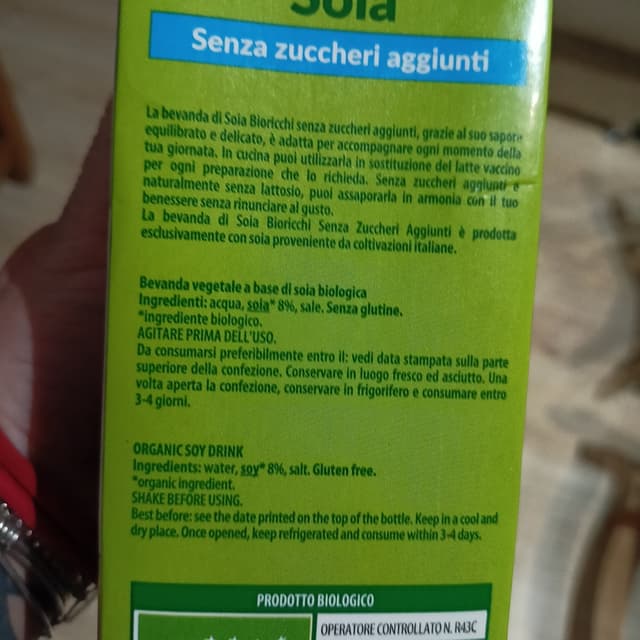 Soia
Senza zuccheri aggiunti
La bevanda di Soia Bioricchi senza zuccheri aggiunti, grazie al suo sapore
equilibrato e delicato, è adatta per accompagnare ogni momento della
tua giornata. In cucina puoi utilizzarla in sostituzione del latte vaccino
per ogni preparazione che lo richieda. Senza zuccheri aggiunti e
naturalmente senza lattosio, puoi assaporarla in armonia con il tuo
benessere senza rinunciare al gusto.
La bevanda di Soia Bioricchi Senza Zuccheri Aggiunti è prodotta
esclusivamente con soia proveniente da coltivazioni italiane.
Bevanda vegetale a base di soia biologica
Ingredienti: acqua, soia* 8%, sale. Senza glutine.
*ingrediente biologico.
AGITARE PRIMA DELL'USO.
Da consumarsi preferibilmente entro il: vedi data stampata sulla parte
superiore della confezione. Conservare in luogo fresco ed asciutto. Una
volta aperta la confezione, conservare in frigorifero e consumare entro
3-4 giorni.
ORGANIC SOY DRINK
Ingredients: water, soy* 8%, salt. Gluten free.
*organic ingredient.
SHAKE BEFORE USING.
Best before: see the date printed on the top of the bottle. Keep in a cool and
dry place. Once opened, keep refrigerated and consume within 3-4 days.
PRODOTTO BIOLOGICO
OPERATORE CONTROLLATO N. R43C